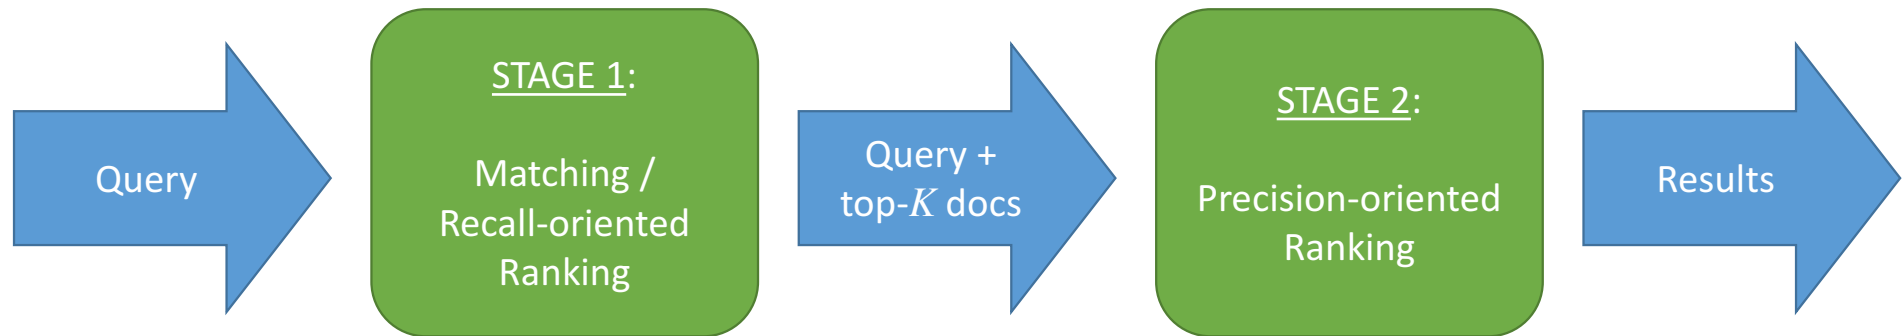 Query
STAGE 1:
Matching /
Recall-oriented
Ranking
Query +
top-K docs
STAGE 2:
Precision-oriented
Ranking
Results